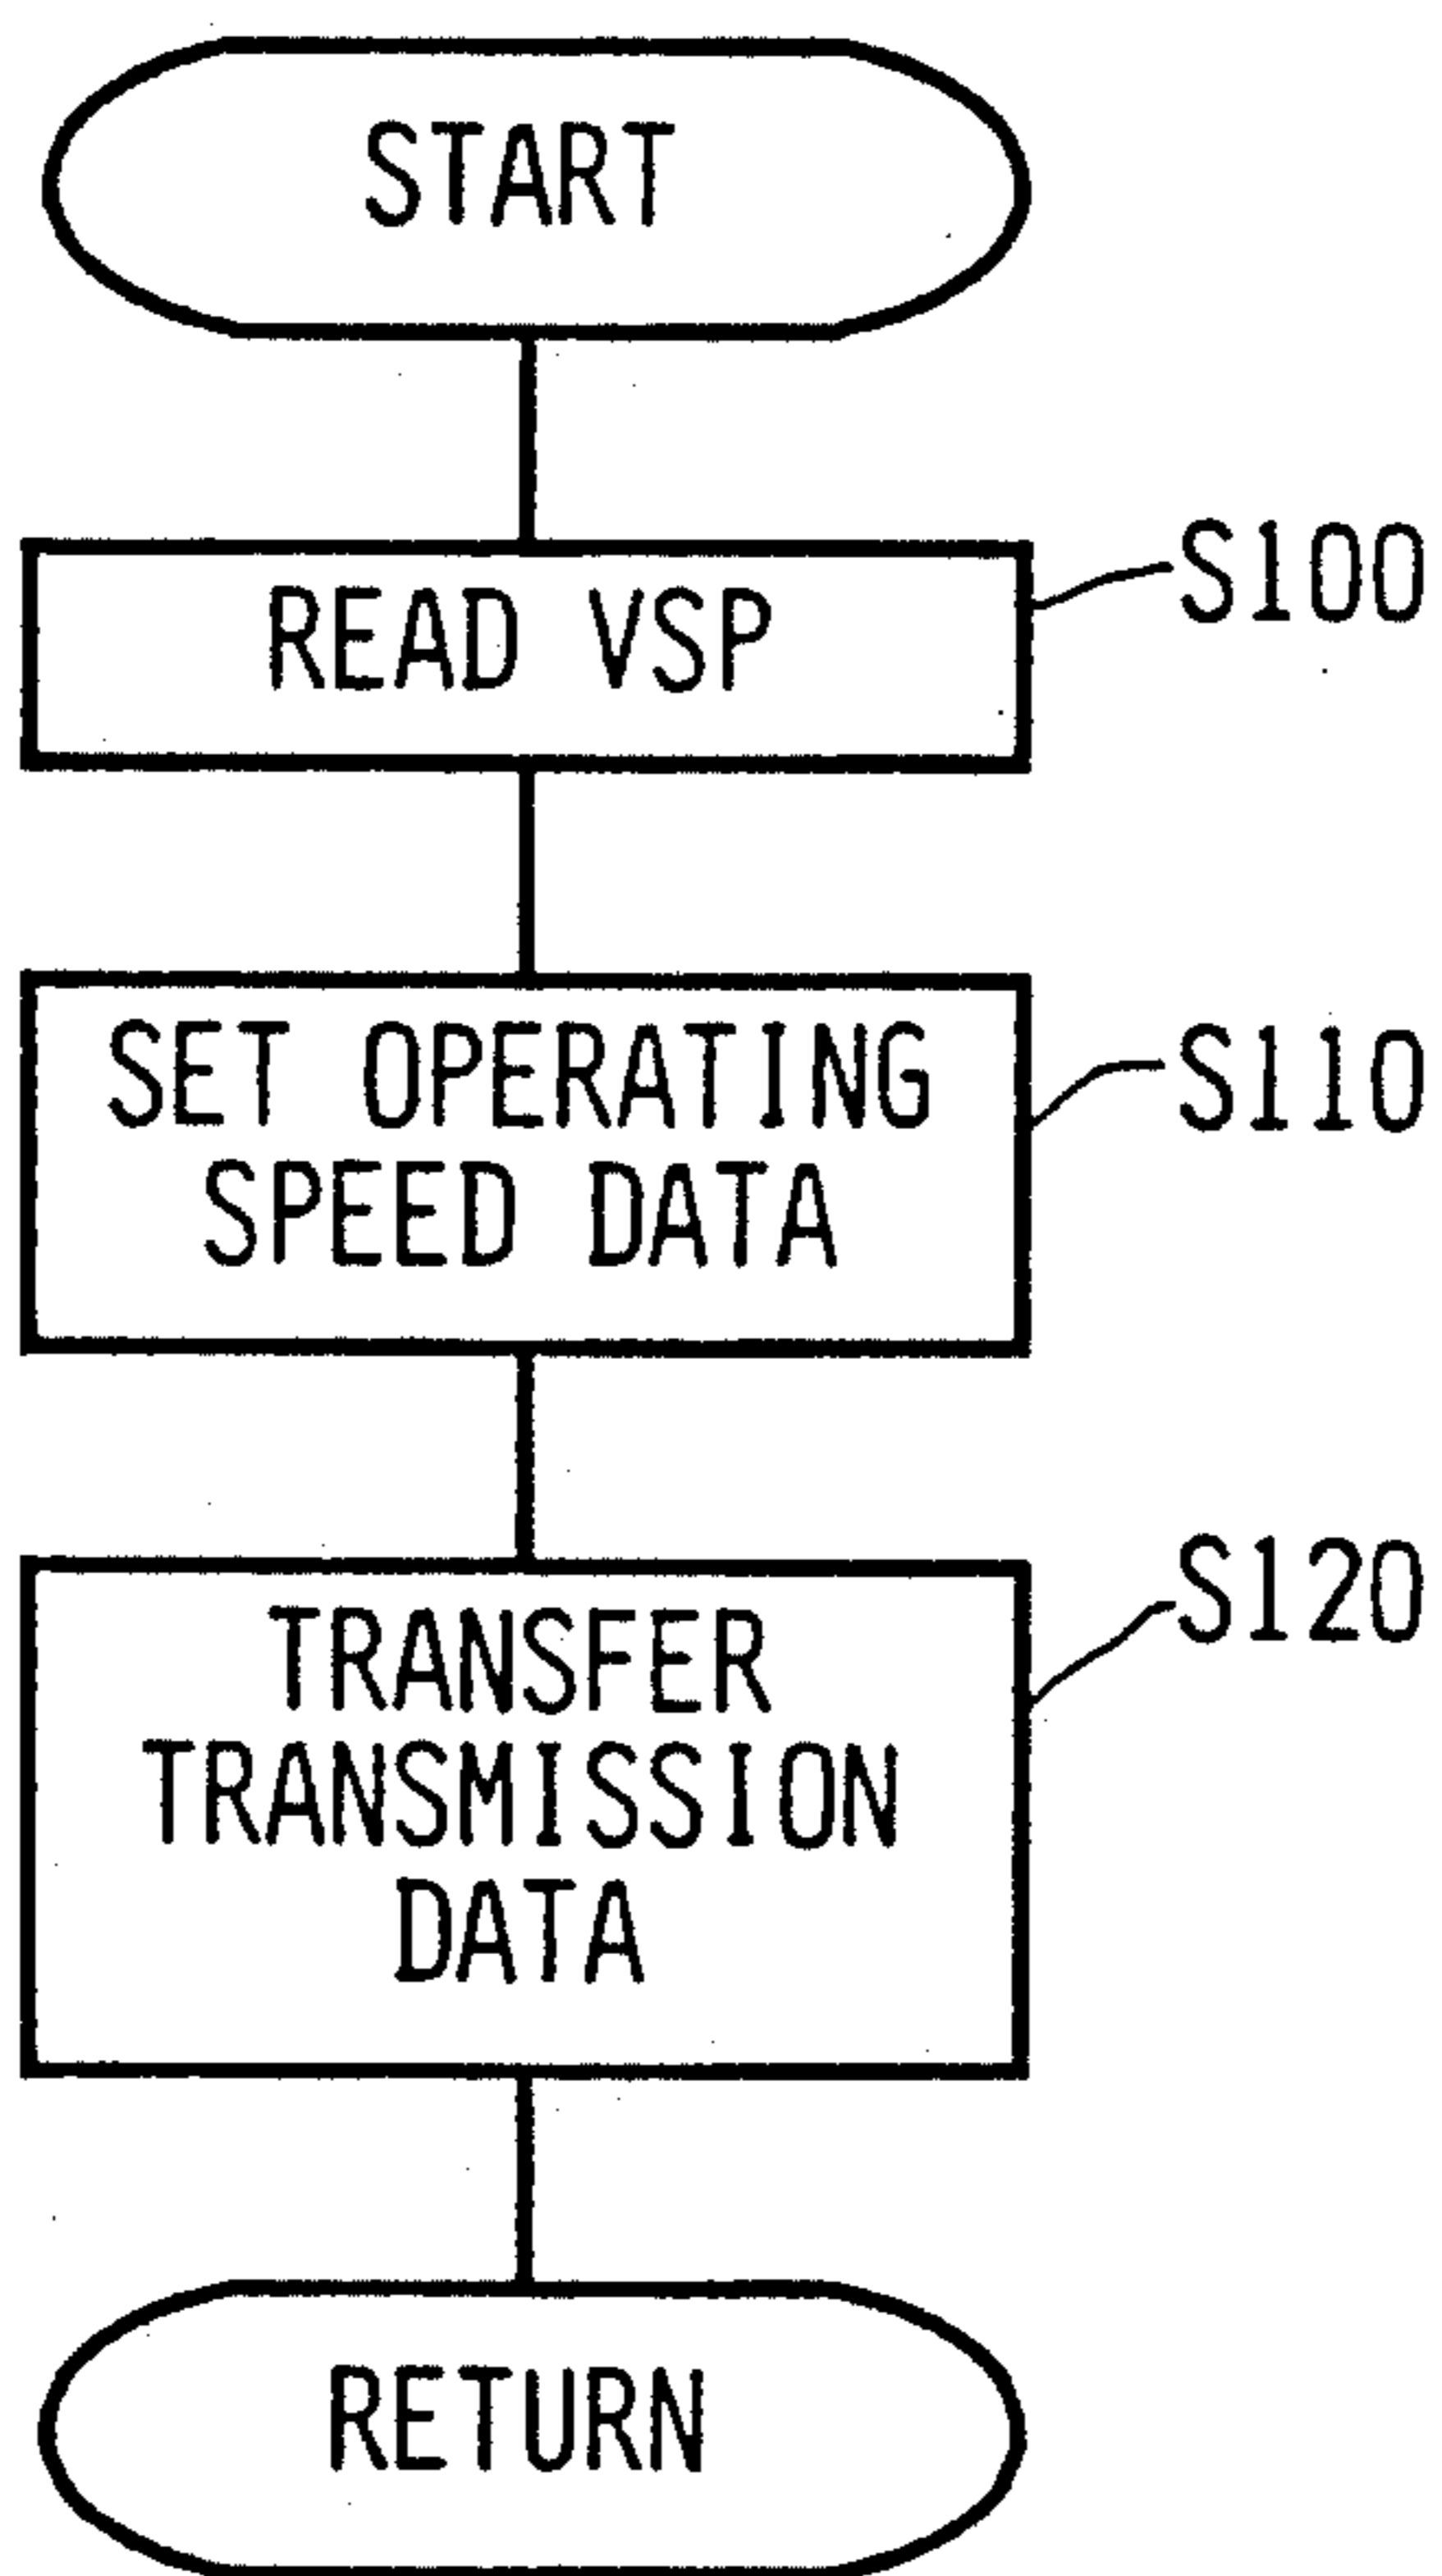 START
READ VSP
S100
SET OPERATING
SPEED DATA
S110
TRANSFER
TRANSMISSION
DATA
S120
RETURN